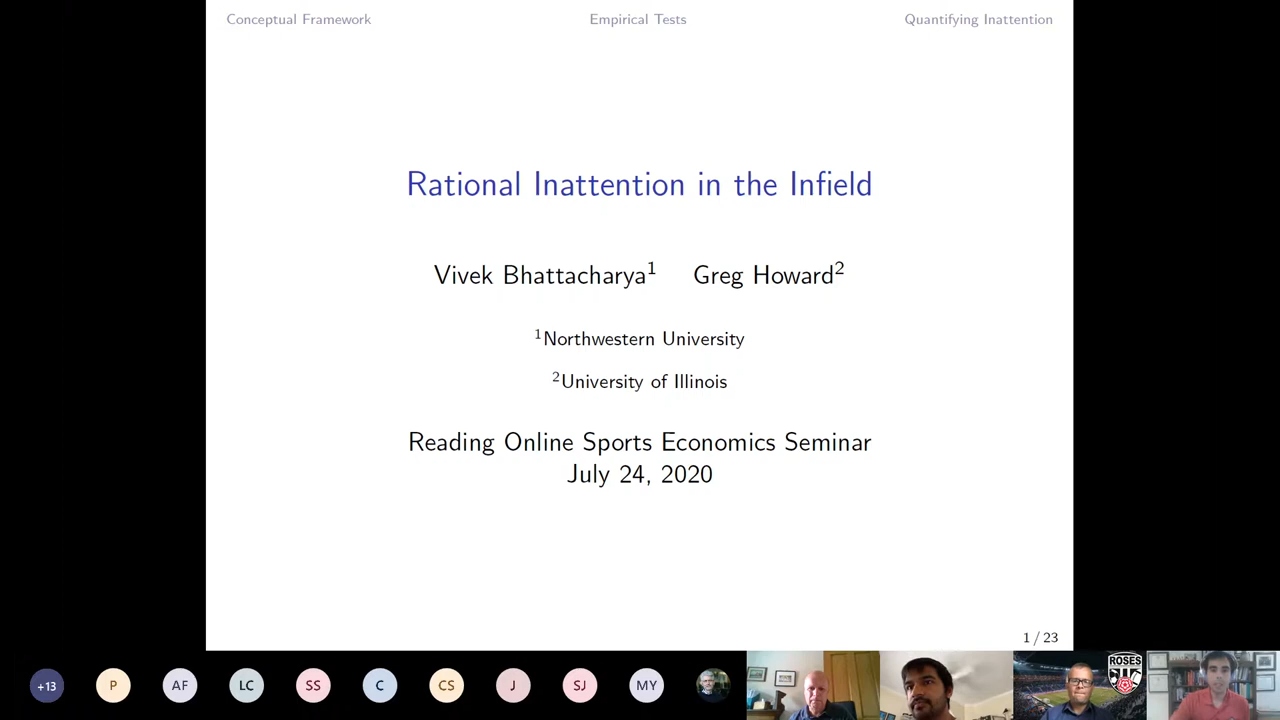 Conceptual Framework Empirical Tests Quantifying Inattention
Rational Inattention in the Infield
Vivek Bhattacharya1 Greg Howard2
1Northwestern University
2University of Illinois
Reading Online Sports Economics Seminar
July 24, 2020
1 / 23
ROSES
+13 P AF LC SS C CS J SJ MY